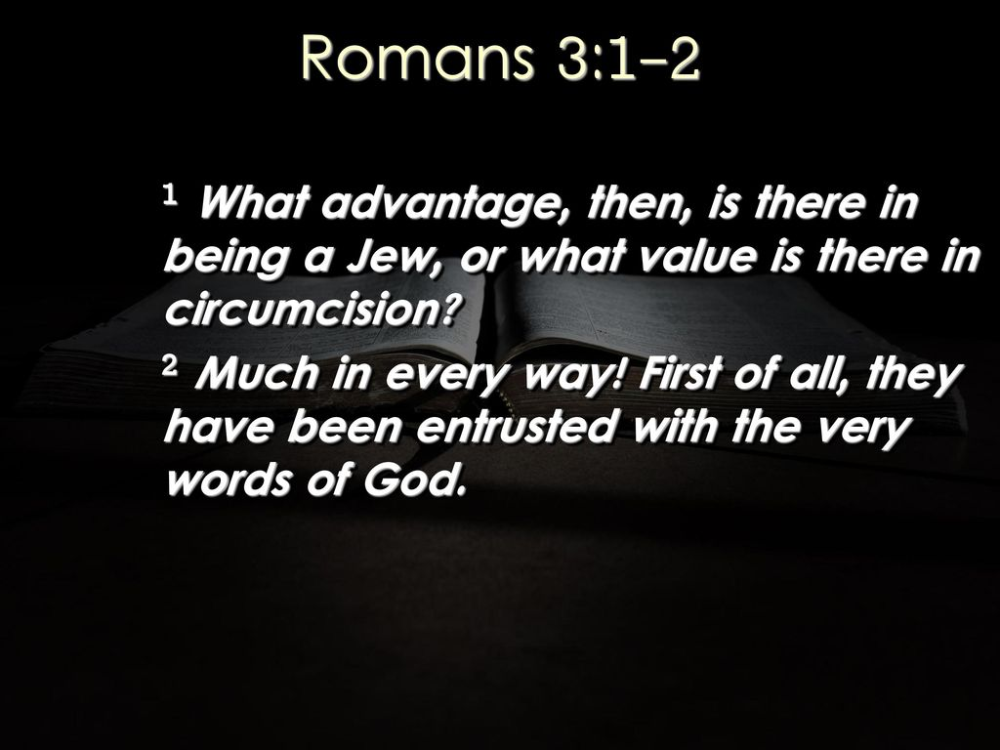 Romans 3:1–2
1 What advantage, then, is there in
being a Jew, or what value is there in
circumcision?
2 Much in every way! First of all, they
have been entrusted with the very
words of God.